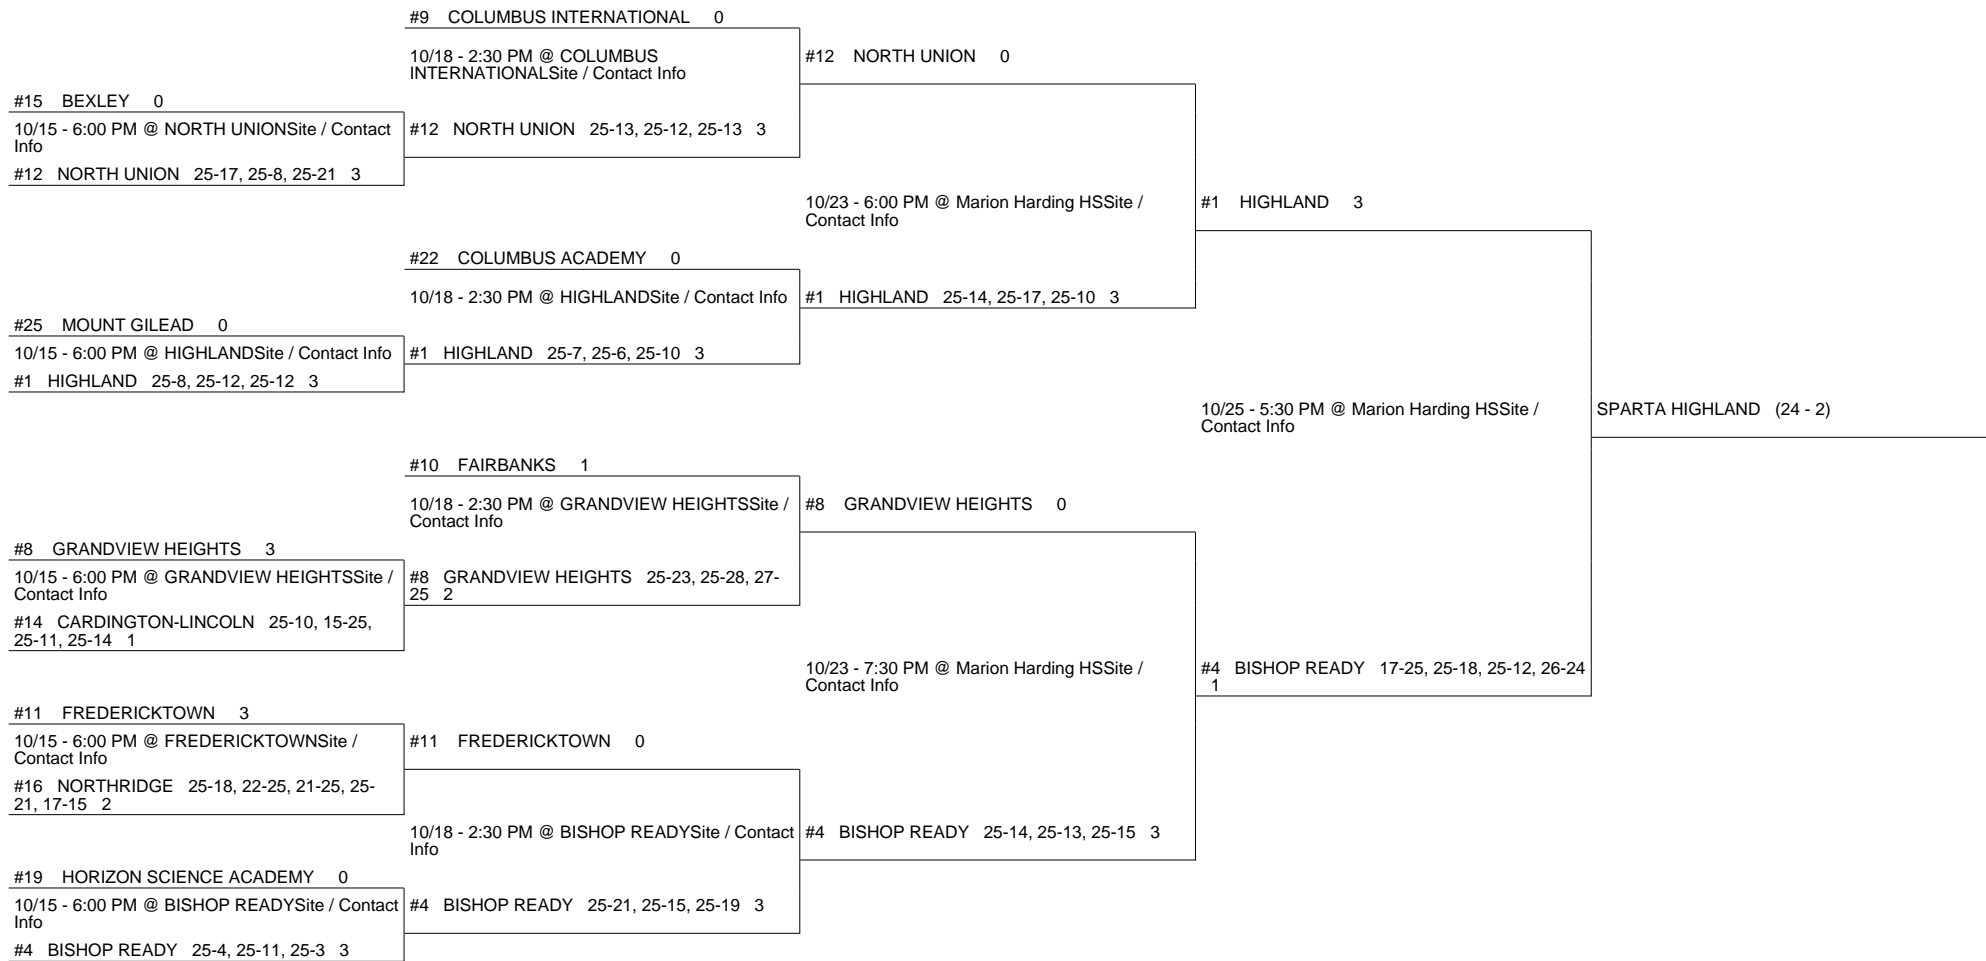 #9 COLUMBUS INTERNATIONAL 0
10/18 - 2:30 PM @ COLUMBUS
INTERNATIONALSite / Contact Info
#12 NORTH UNION 0
#15 BEXLEY 0
10/15 - 6:00 PM @ NORTH UNIONSite / Contact
Info
#12 NORTH UNION 25-17, 25-8, 25-21 3
#12 NORTH UNION 25-13, 25-12, 25-13 3
10/23 - 6:00 PM @ Marion Harding HSSite /
Contact Info
#1 HIGHLAND 3
#22 COLUMBUS ACADEMY 0
10/18 - 2:30 PM @ HIGHLANDSite / Contact Info
#1 HIGHLAND 25-14, 25-17, 25-10 3
#25 MOUNT GILEAD 0
10/15 - 6:00 PM @ HIGHLANDSite / Contact Info
#1 HIGHLAND 25-8, 25-12, 25-12 3
#1 HIGHLAND 25-7, 25-6, 25-10 3
10/25 - 5:30 PM @ Marion Harding HSSite /
Contact Info
SPARTA HIGHLAND (24 - 2)
#10 FAIRBANKS 1
10/18 - 2:30 PM @ GRANDVIEW HEIGHTSSite /
Contact Info
#8 GRANDVIEW HEIGHTS 0
#8 GRANDVIEW HEIGHTS 3
10/15 - 6:00 PM @ GRANDVIEW HEIGHTSSite /
Contact Info
#14 CARDINGTON-LINCOLN 25-10, 15-25,
25-11, 25-14 1
#8 GRANDVIEW HEIGHTS 25-23, 25-28, 27-
25 2
10/23 - 7:30 PM @ Marion Harding HSSite /
Contact Info
#4 BISHOP READY 17-25, 25-18, 25-12, 26-24
1
#11 FREDERICKTOWN 3
10/15 - 6:00 PM @ FREDERICKTOWNSite /
Contact Info
#16 NORTHRIDGE 25-18, 22-25, 21-25, 25-
21, 17-15 2
#11 FREDERICKTOWN 0
10/18 - 2:30 PM @ BISHOP READYSite / Contact
Info
#4 BISHOP READY 25-14, 25-13, 25-15 3
#19 HORIZON SCIENCE ACADEMY 0
10/15 - 6:00 PM @ BISHOP READYSite / Contact
Info
#4 BISHOP READY 25-4, 25-11, 25-3 3
#4 BISHOP READY 25-21, 25-15, 25-19 3